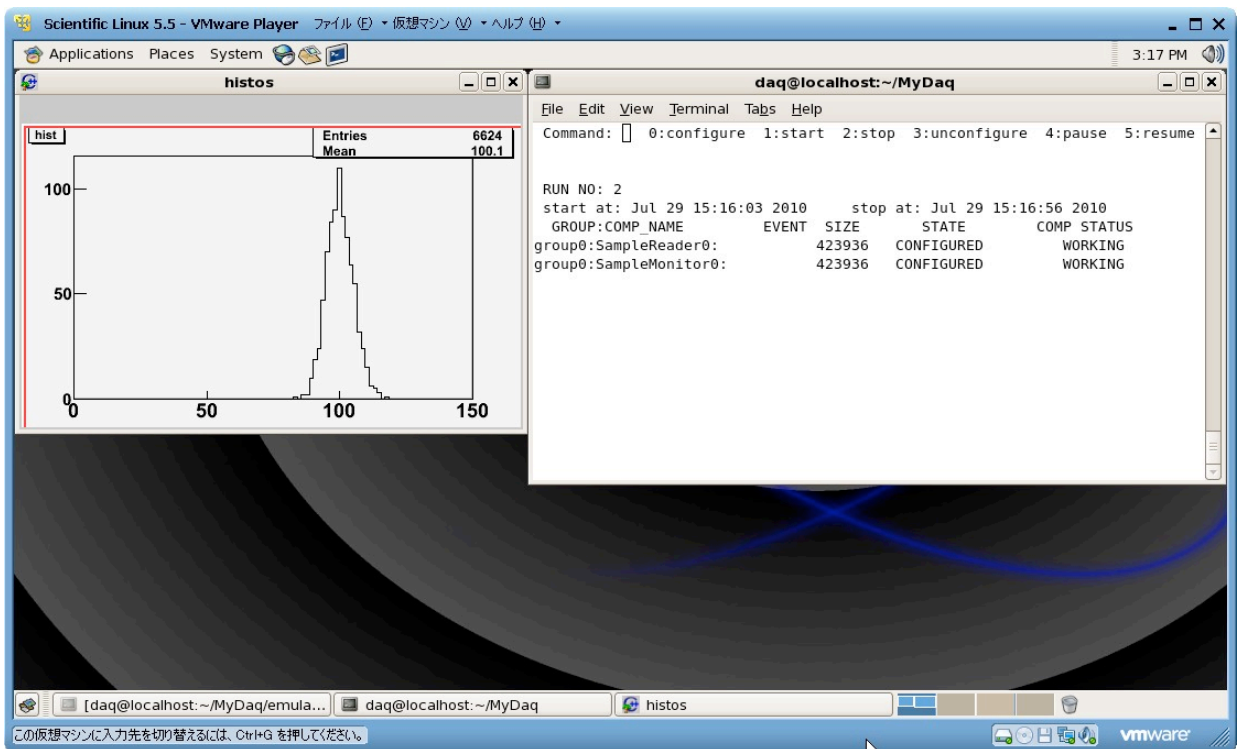 Scientific Linux 5.5 - VMware Player ファイル (F) 仮想マシン (V) ヘルプ (H)
Applications Places System 3:17 PM
histos
hist
Entries 6624
Mean 100.1
100
50
0
0 50 100 150
daq@localhost:~/MyDaq
File Edit View Terminal Tabs Help
Command: 0:configure 1:start 2:stop 3:unconfigure 4:pause 5:resume
RUN NO: 2
start at: Jul 29 15:16:03 2010 stop at: Jul 29 15:16:56 2010
GROUP:COMP_NAME EVENT SIZE STATE COMP STATUS
group0:SampleReader0: 423936 CONFIGURED WORKING
group0:SampleMonitor0: 423936 CONFIGURED WORKING
[daq@localhost:~/MyDaq/emula... daq@localhost:~/MyDaq histos
この仮想マシンに入力先を切り替えるには、Ctrl+G を押してください。 vmware